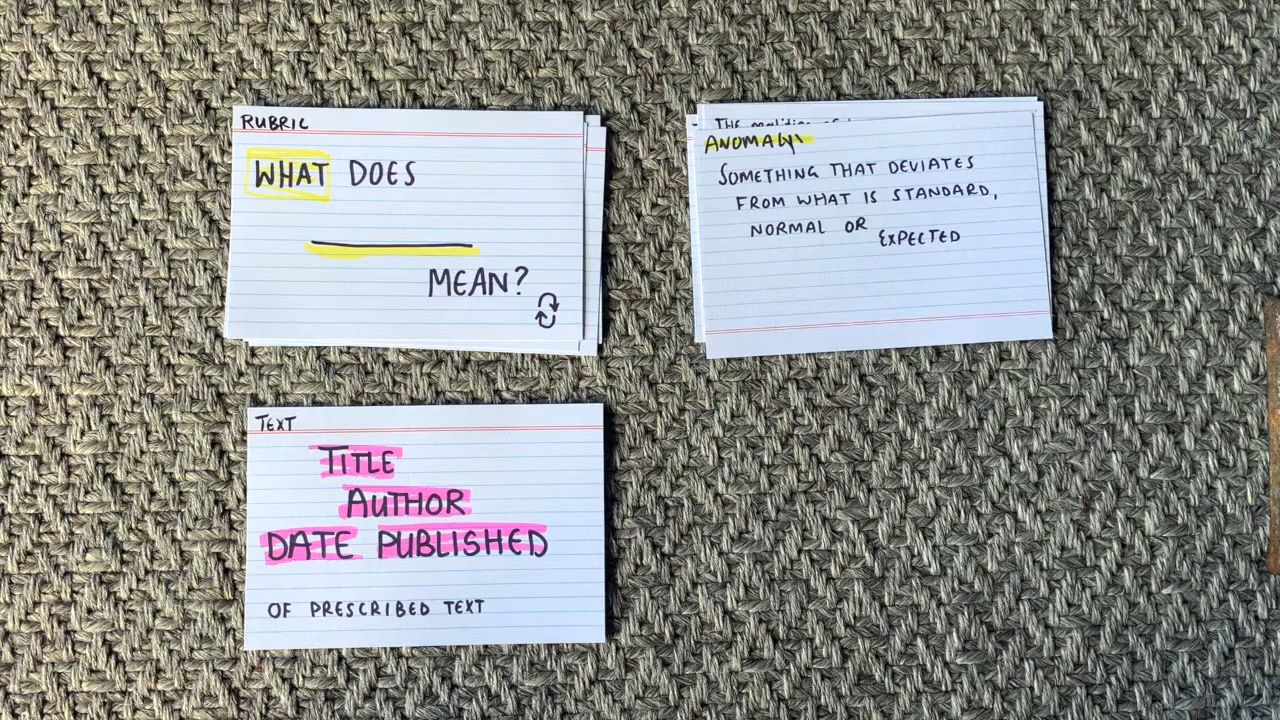 RUBRIC
WHAT DOES
MEAN?
THE
ANOMALY:
SOMETHING THAT DEVIATES
FROM WHAT IS STANDARD,
NORMAL OR EXPECTED
TEXT
TITLE
AUTHOR
DATE PUBLISHED
OF PRESCRIBED TEXT